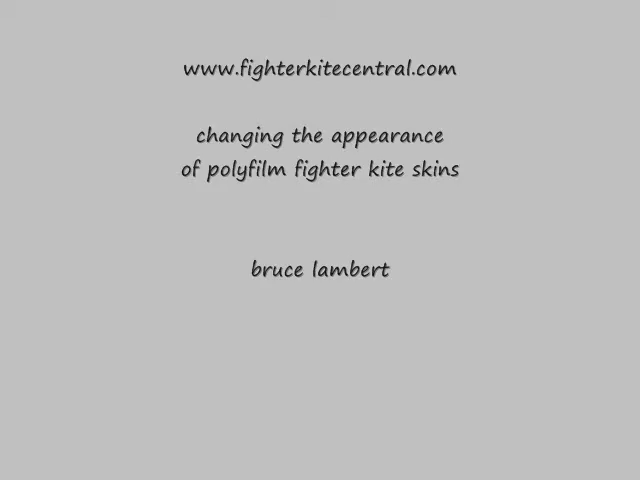 www.fighterkitecentral.com
changing the appearance
of polyfilm fighter kite skins
bruce lambert